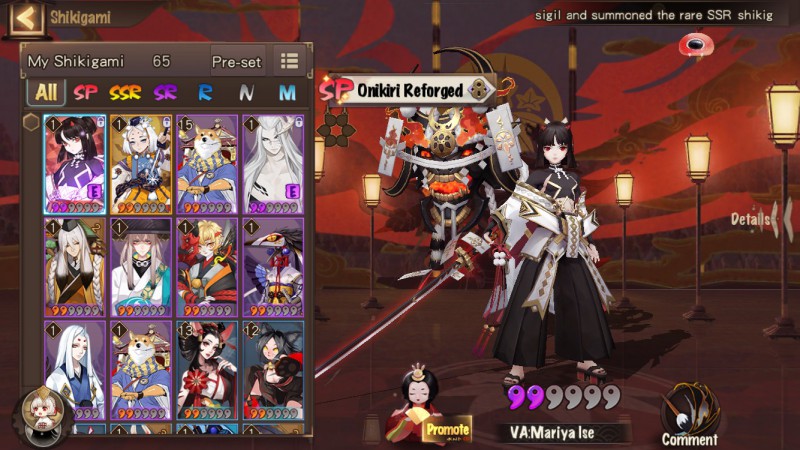 Shikigami
sigil and summoned the rare SSR shikig
My Shikigami 65 Pre-set
All SP SSR SR R N M
SP Onikiri Reforged
1 1 15 1
E E
1 1 1 1
1 1 13 12
Details
Promote
VA:Mariya Ise
Comment